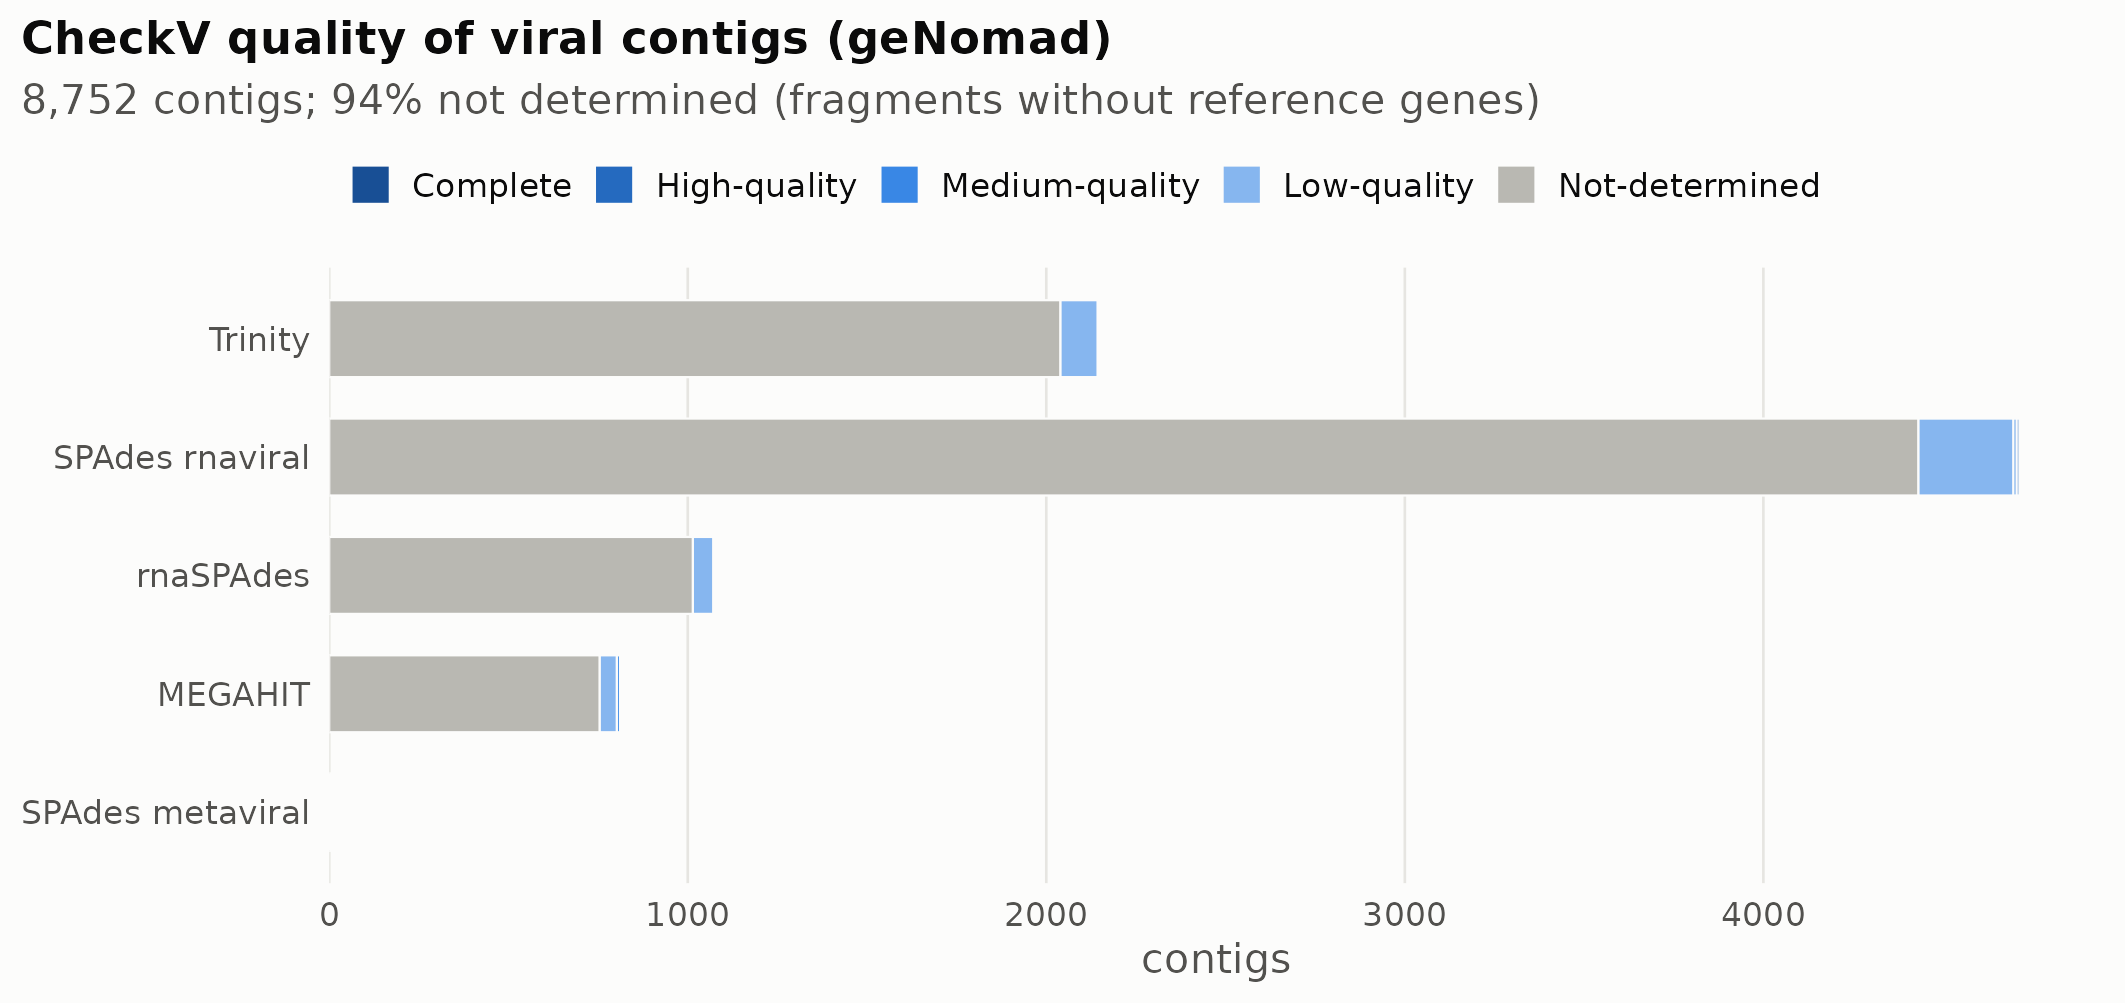 CheckV quality of viral contigs (geNomad)
8,752 contigs; 94% not determined (fragments without reference genes)
Complete High-quality Medium-quality Low-quality Not-determined
Trinity
SPAdes rnaviral
rnaSPAdes
MEGAHIT
SPAdes metaviral
0 1000 2000 3000 4000
contigs